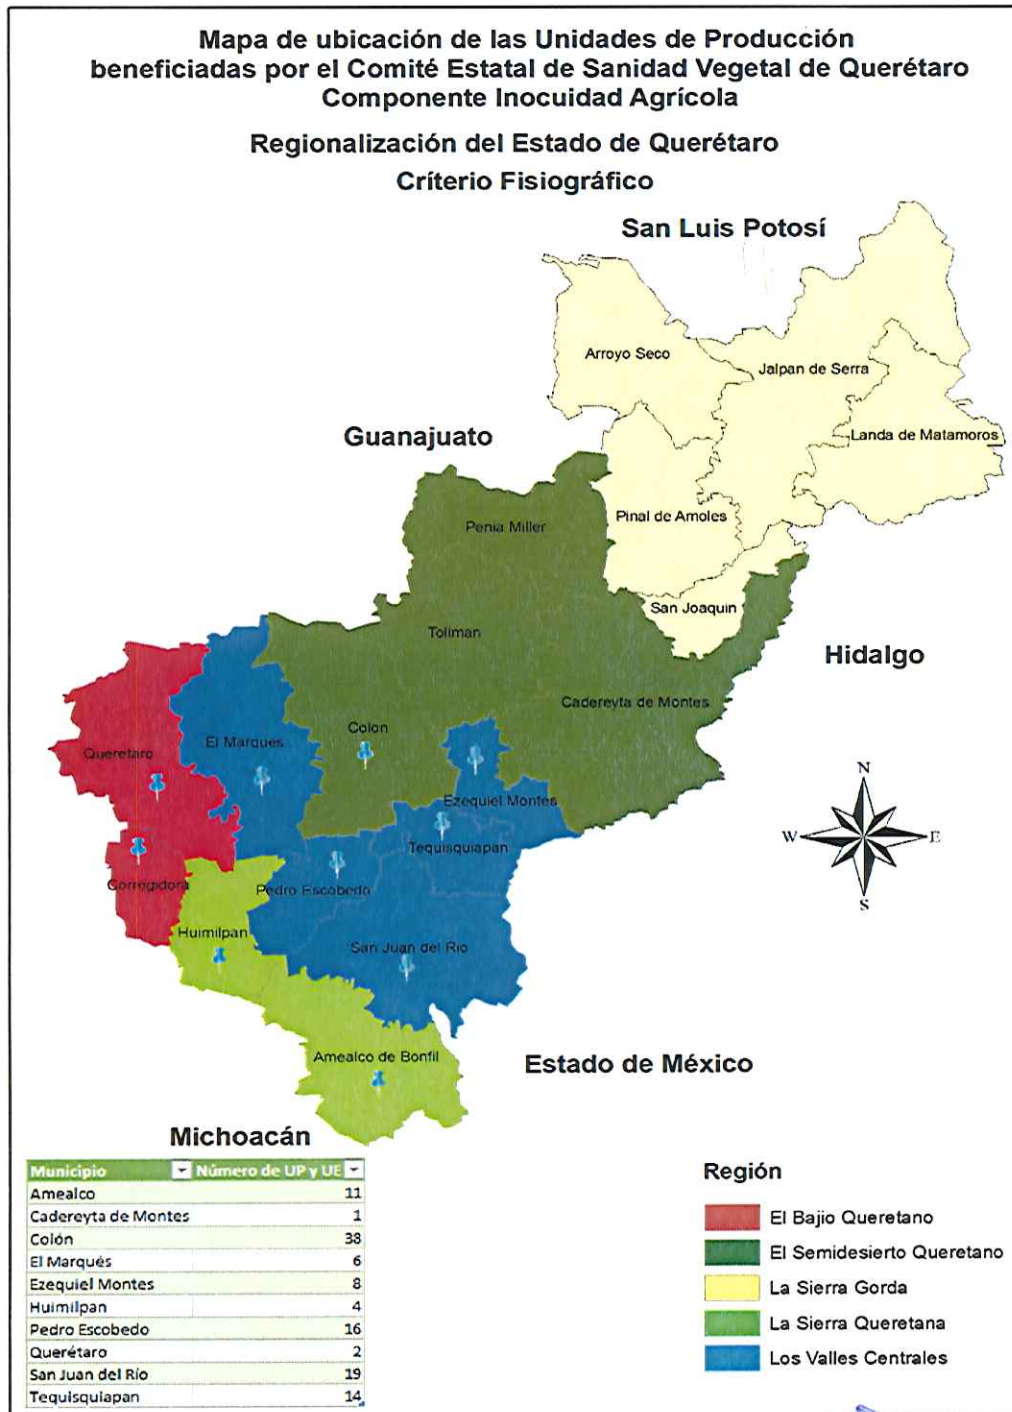 Mapa de ubicación de las Unidades de Producción
beneficiadas por el Comité Estatal de Sanidad Vegetal de Querétaro
Componente Inocuidad Agrícola
Regionalización del Estado de Querétaro
Críterio Fisiográfico
San Luis Potosí
Arroyo Seco
Jalpan de Serra
Landa de Matamoros
Guanajuato
Pinal de Amoles
Penia Miller
San Joaquin
Toliman
Hidalgo
Cadereyta de Montes
Colon
El Marques
Queretaro
Ezequiel Montes
Tequisquiapan
N
W
E
S
Corregidora
Pedro Escobedo
Huimilpan
San Juan del Rio
Amealco de Bonfil
Estado de México
Michoacán
Municipio Número de UP y UE
Amealco 11
Cadereyta de Montes 1
Colón 38
El Marqués 6
Ezequiel Montes 8
Huimilpan 4
Pedro Escobedo 16
Querétaro 2
San Juan del Río 19
Tequisquiapan 14
Región
El Bajio Queretano
El Semidesierto Queretano
La Sierra Gorda
La Sierra Queretana
Los Valles Centrales